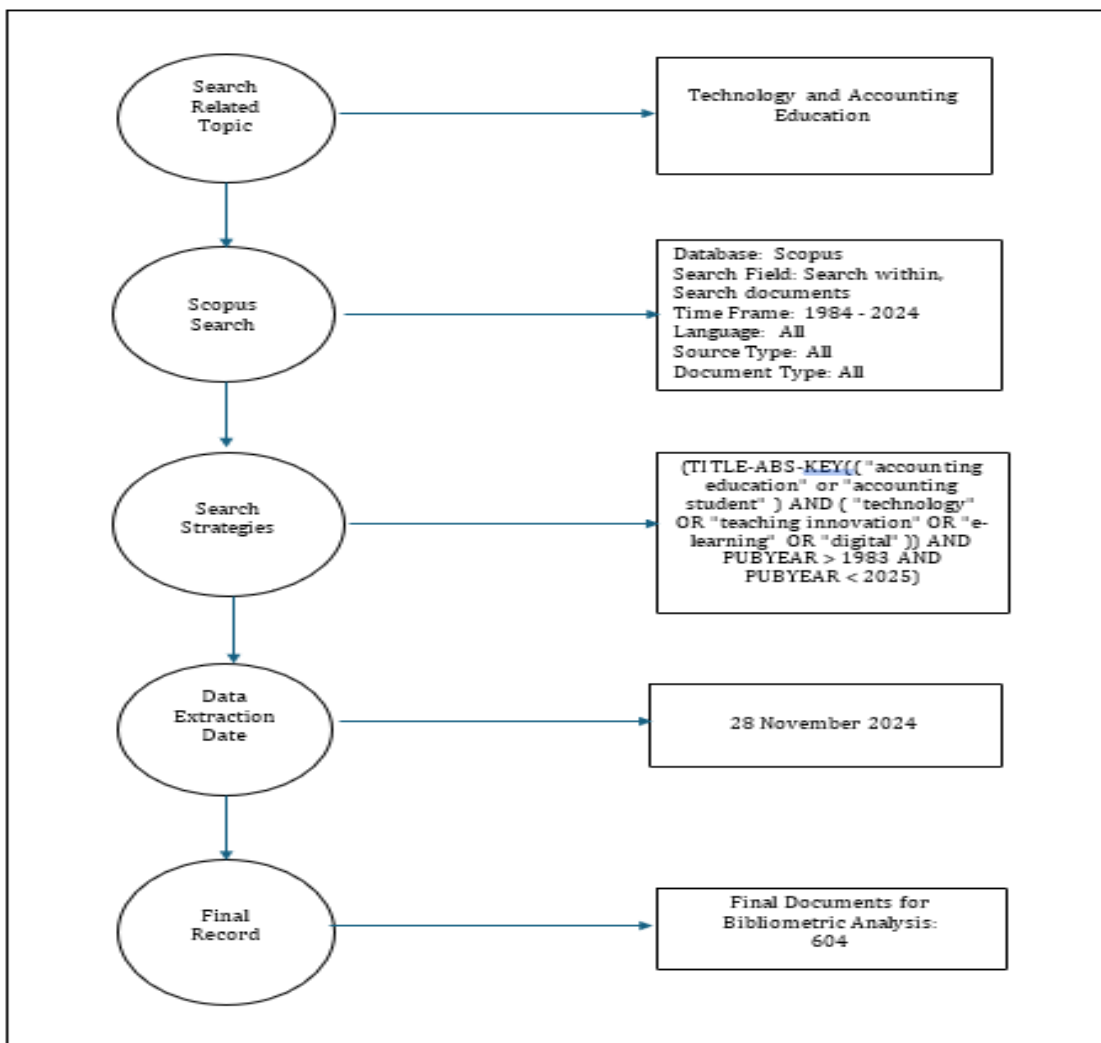 Search
Related
Topic
Technology and Accounting
Education
Scopus
Search
Database: Scopus
Search Field: Search within,
Search documents
Time Frame: 1984 - 2024
Language: All
Source Type: All
Document Type: All
Search
Strategies
(TITLE-ABS-KEY(( "accounting
education" or "accounting
student" ) AND ( "technology"
OR "teaching innovation" OR "e-
learning" OR "digital" )) AND
PUBYEAR > 1983 AND
PUBYEAR < 2025)
Data
Extraction
Date
28 November 2024
Final
Record
Final Documents for
Bibliometric Analysis:
604